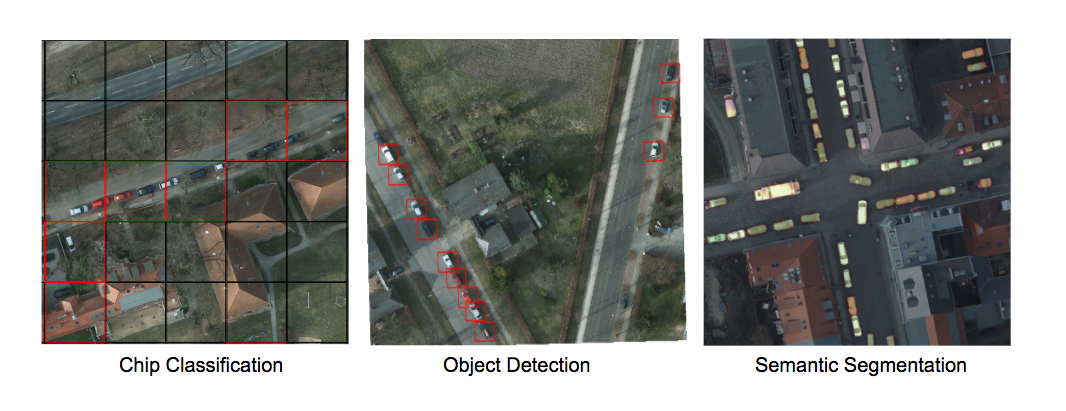 Chip Classification
Object Detection
Semantic Segmentation